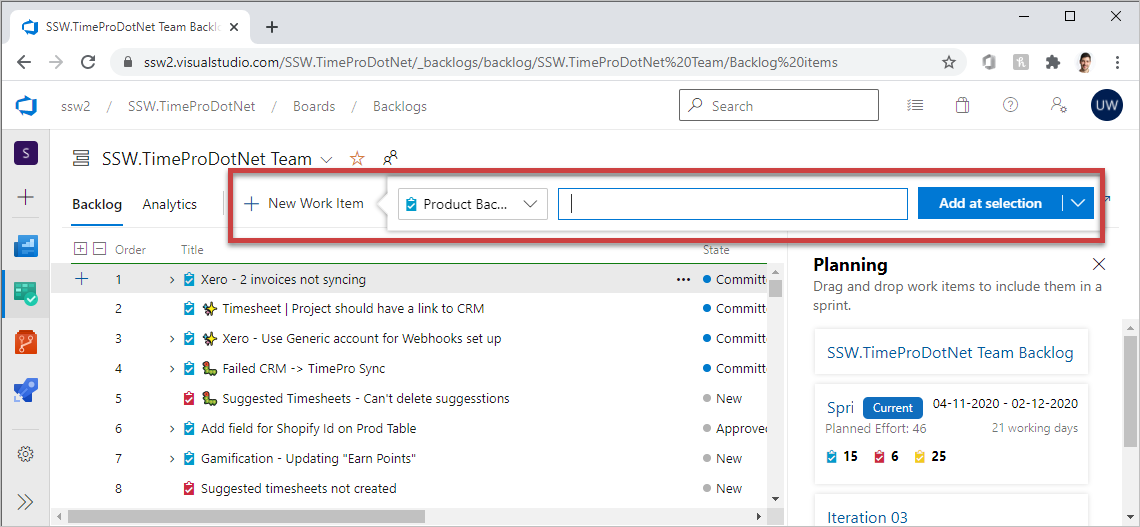 SSW.TimeProDotNet Team Backl
ssw2.visualstudio.com/SSW.TimeProDotNet/_backlogs/backlog/SSW.TimeProDotNet%20Team/Backlog%20items
ssw2 / SSW.TimeProDotNet / Boards / Backlogs
Search
UW
S
SSW.TimeProDotNet Team
Backlog
Analytics
New Work Item
Product Bac...
Add at selection
Order Title State
1 Xero - 2 invoices not syncing ••• Committ
2 Timesheet | Project should have a link to CRM Committ
3 Xero - Use Generic account for Webhooks set up Committ
4 Failed CRM -> TimePro Sync Committ
5 Suggested Timesheets - Can't delete suggesstions New
6 Add field for Shopify Id on Prod Table Approved
7 Gamification - Updating "Earn Points" New
8 Suggested timesheets not created New
Planning
Drag and drop work items to include them in a
sprint.
SSW.TimeProDotNet Team Backlog
Spri Current 04-11-2020 - 02-12-2020
Planned Effort: 46 21 working days
15 6 25
Iteration 03